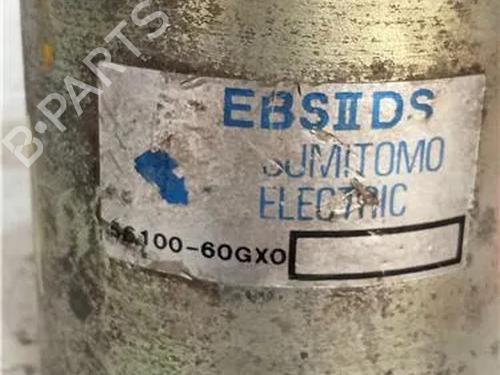 B-PARTS
EBSIIDS
SUMITOMO
ELECTRIC
56100-60GX0